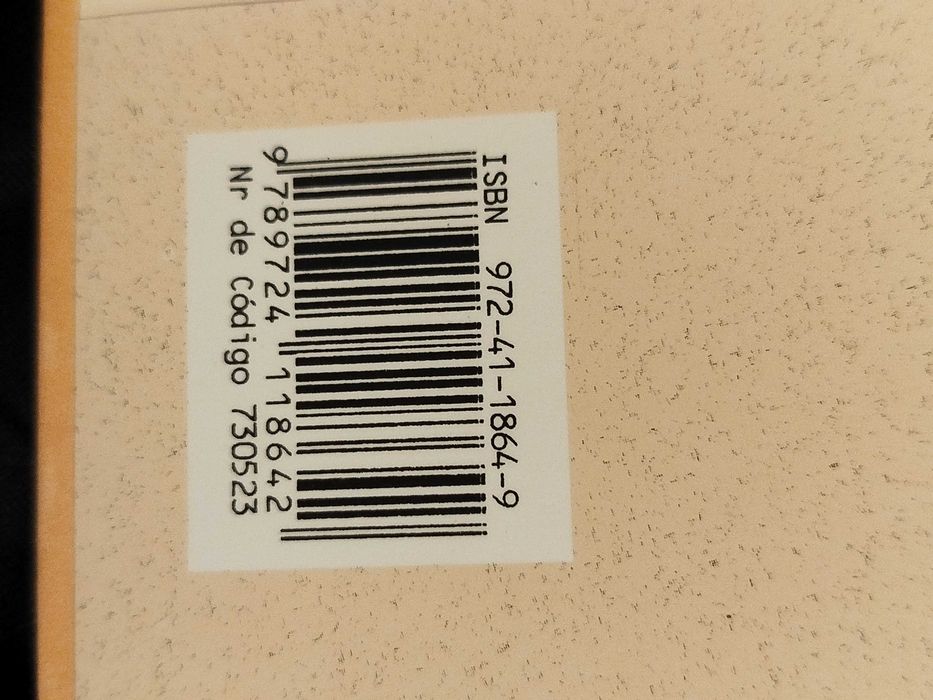 ISBN 972-41-1864-9
9 789724 118642
Nr de Código 730523